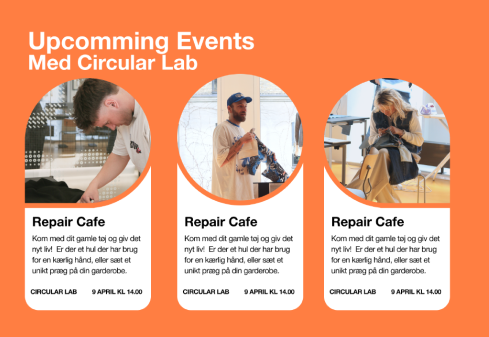 Upcomming Events
Med Circular Lab
Repair Cafe
Kom med dit gamle tøj og giv det
nyt liv!  Er der et hul der har brug
for en kærlig hånd, eller sæt et
unikt præg på din garderobe.
CIRCULAR LAB 9 APRIL KL 14.00
Repair Cafe
Kom med dit gamle tøj og giv det
nyt liv!  Er der et hul der har brug
for en kærlig hånd, eller sæt et
unikt præg på din garderobe.
CIRCULAR LAB 9 APRIL KL 14.00
Repair Cafe
Kom med dit gamle tøj og giv det
nyt liv!  Er der et hul der har brug
for en kærlig hånd, eller sæt et
unikt præg på din garderobe.
CIRCULAR LAB 9 APRIL KL 14.00